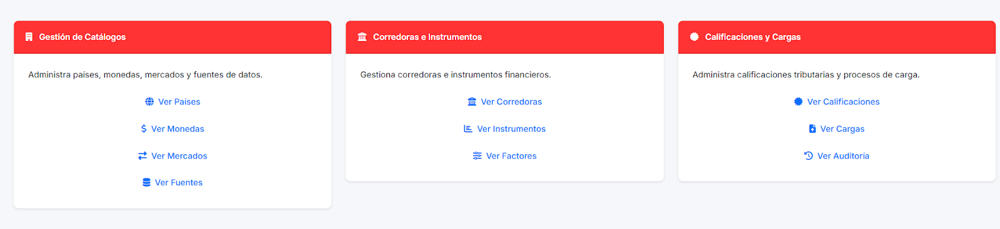 Gestión de Catálogos
Administra países, monedas, mercados y fuentes de datos.
Ver Países
Ver Monedas
Ver Mercados
Ver Fuentes
Corredoras e Instrumentos
Gestiona corredoras e instrumentos financieros.
Ver Corredoras
Ver Instrumentos
Ver Factores
Calificaciones y Cargas
Administra calificaciones tributarias y procesos de carga.
Ver Calificaciones
Ver Cargas
Ver Auditoría